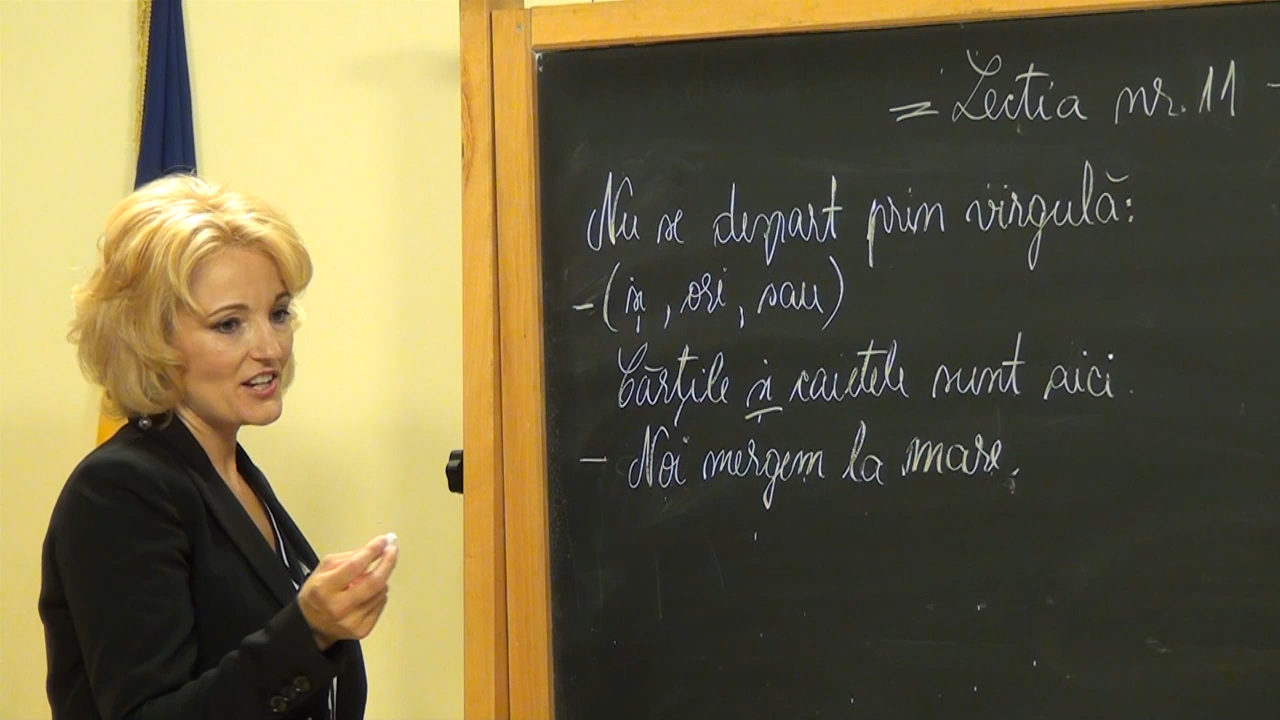 = Lectia nr. 11 -
Nu se despart prin virgulă:
- (și, ori, sau)
Cărțile și caietele sunt aici.
- Noi mergem la mare.